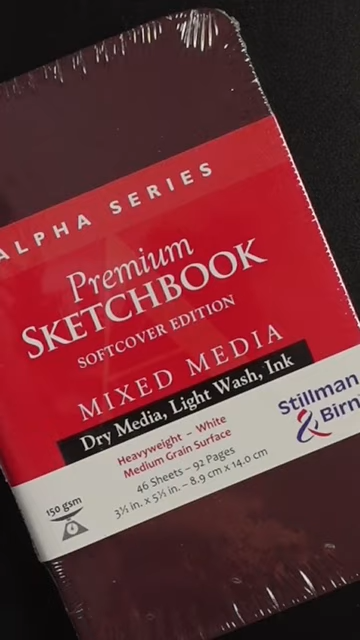 ALPHA SERIES
Premium
SKETCHBOOK
SOFTCOVER EDITION
MIXED MEDIA
Dry Media, Light Wash, Ink
Heavyweight - White
Medium Grain Surface
46 Sheets – 92 Pages
3½ in. x 5½ in. – 8.9 cm x 14.0 cm
150 gsm
Stillman
& Birn